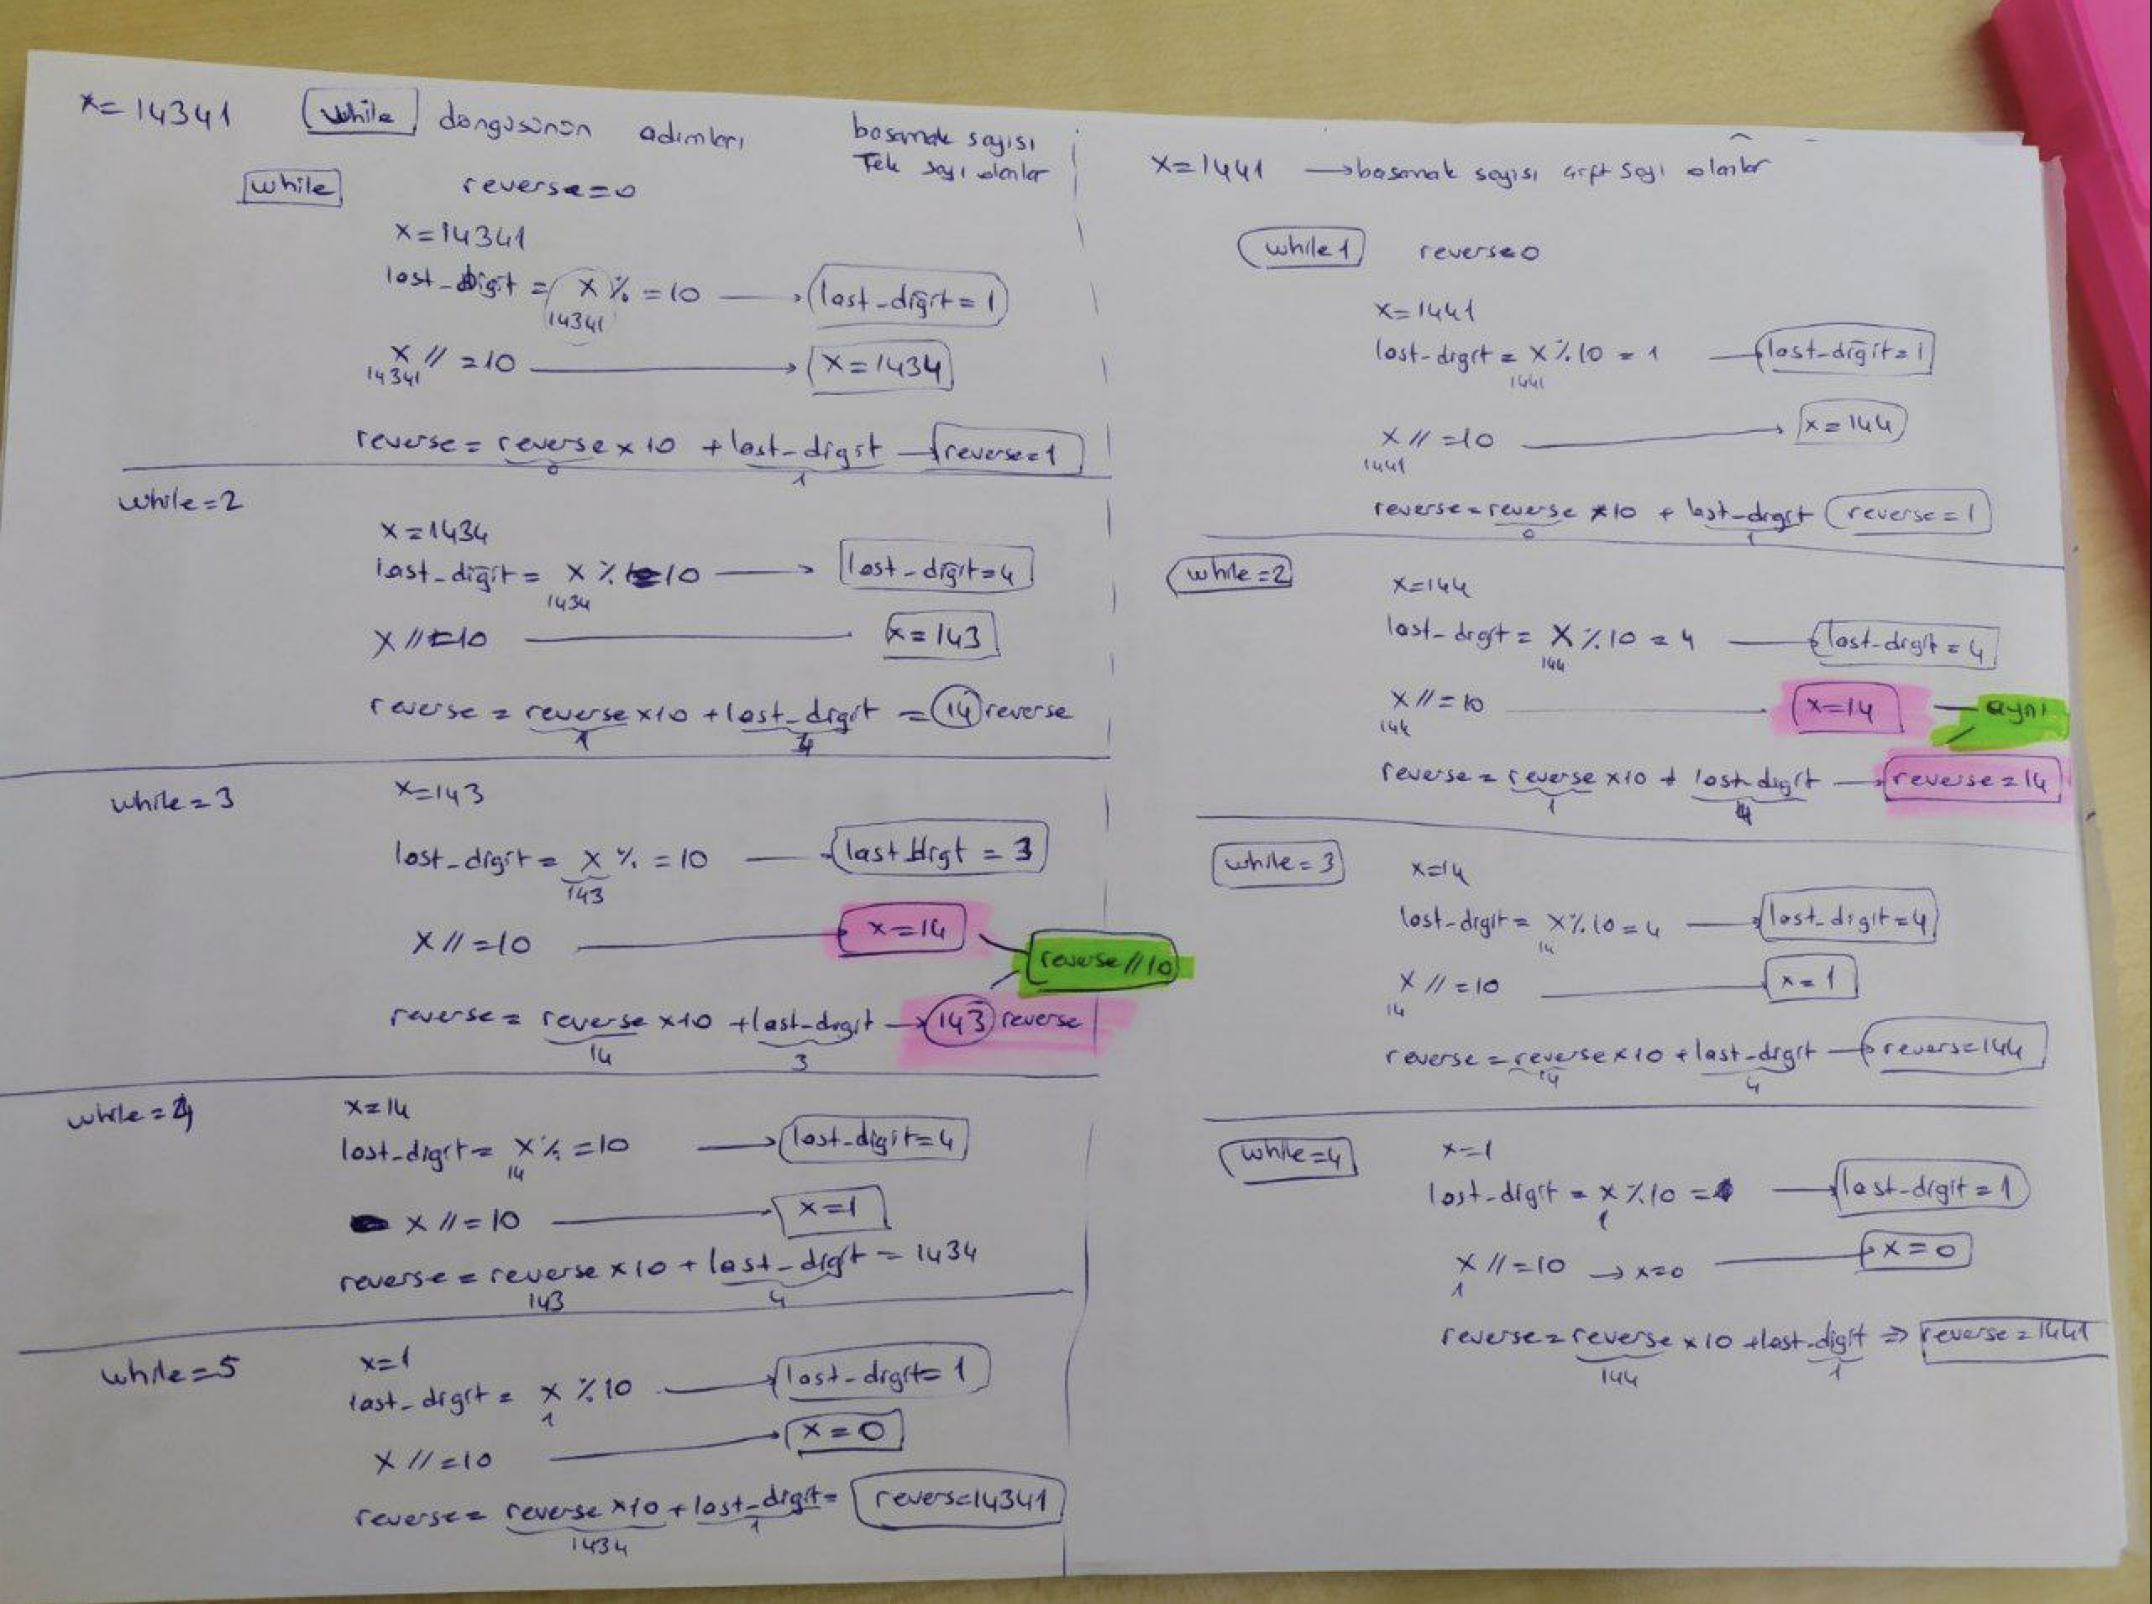 x=14341 while döngüsünün adımları basamak sayısı
Tek sayı olanlar
while reverse=0
x=14341
last_digit = x % =10 → last_digit=1
14341
x // =10 → x=1434
14341
reverse = reverse x 10 + last_digit → reverse=1
0 1
while=2
x=1434
last_digit = x % 10 → last_digit=4
1434
x //=10 x=143
reverse = reverse x10 + last_digit = 14 reverse
1 4
while=3
x=143
last_digit = x % =10 last digt = 3
143
x // =10 x=14
reverse//10
reverse = reverse x10 + last_digit → 143 reverse
14 3
while=4
x=14
last_digit = x % =10 → last_digit=4
14
x // =10 → x=1
reverse = reverse x10 + last_digit = 1434
143 4
while=5
x=1
last_digit = x % 10 → last_digit=1
1
x // =10 → x=0
reverse = reverse x10 + last_digit = reverse=14341
1434 1
x=1441 → basamak sayısı çift sayı olanlar
while 1 reverse=0
x=1441
last_digit = x % 10 = 1 last_digit=1
1441
x // =10 → x=144
1441
reverse = reverse x10 + last_digit reverse=1
0 1
while=2
x=144
last_digit = x % 10 = 4 → last_digit=4
144
x // =10 x=14 aynı
144
reverse = reverse x10 + last digit → reverse=14
1 4
while=3
x=14
last_digit = x % 10 = 4 → last_digit=4
14
x // =10 x=1
14
reverse = reverse x10 + last_digit → reverse=144
14 4
while=4
x=1
last_digit = x % 10 = → last_digit=1
1
x // =10 → x=0 x=0
1
reverse = reverse x10 + last_digit ⇒ reverse=1441
144 1